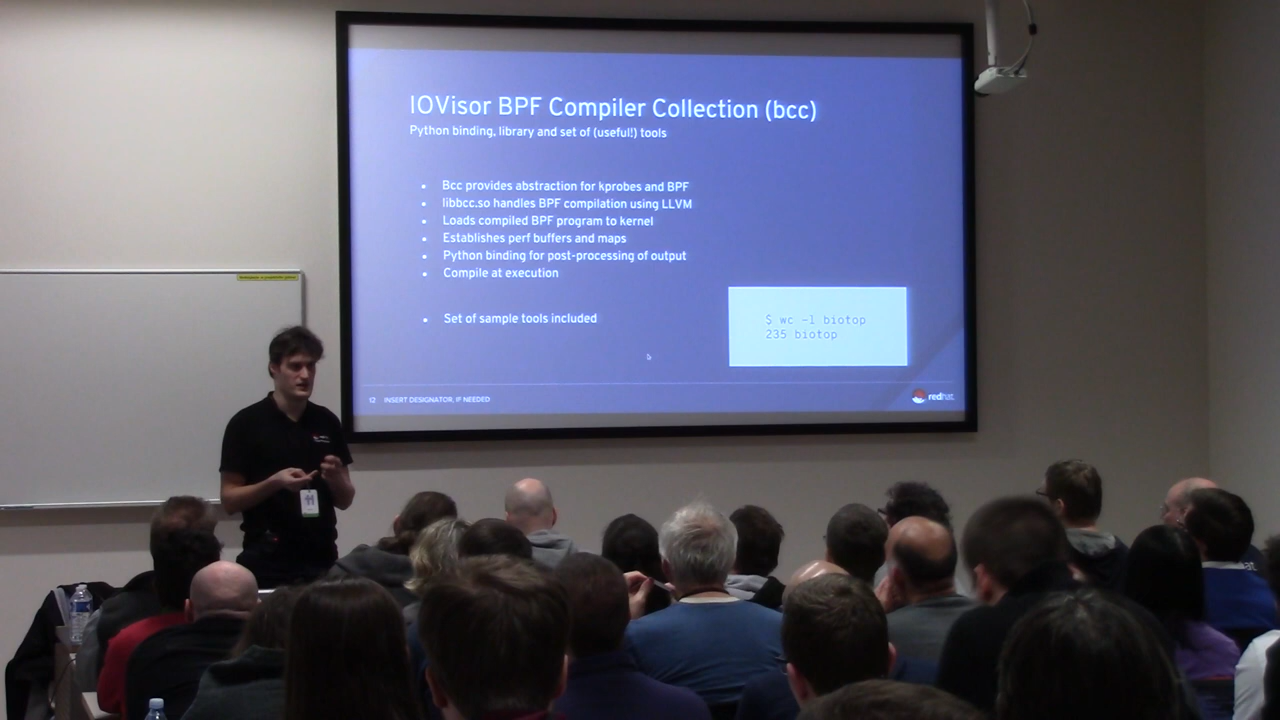 IOVisor BPF Compiler Collection (bcc)
Python binding, library and set of (useful!) tools
Bcc provides abstraction for kprobes and BPF
libbcc.so handles BPF compilation using LLVM
Loads compiled BPF program to kernel
Establishes perf buffers and maps
Python binding for post-processing of output
Compile at execution
Set of sample tools included
$ wc -l biotop
235 biotop
12 INSERT DESIGNATOR, IF NEEDED
redhat.